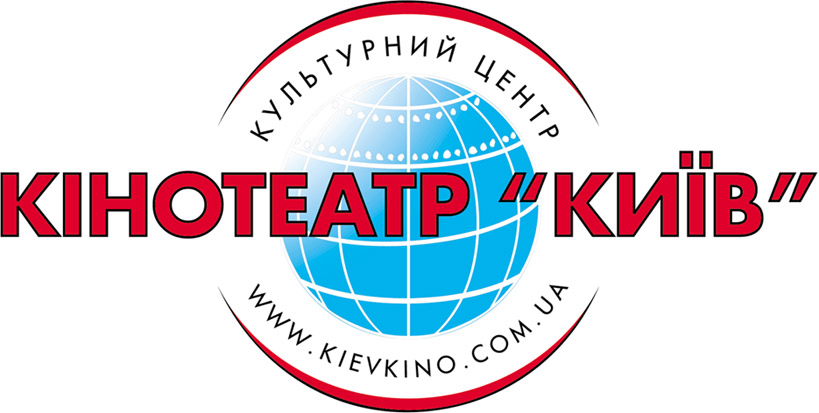 КУЛЬТУРНИЙ ЦЕНТР
КІНОТЕАТР “КИЇВ”
WWW.KIEVKINO.COM.UA